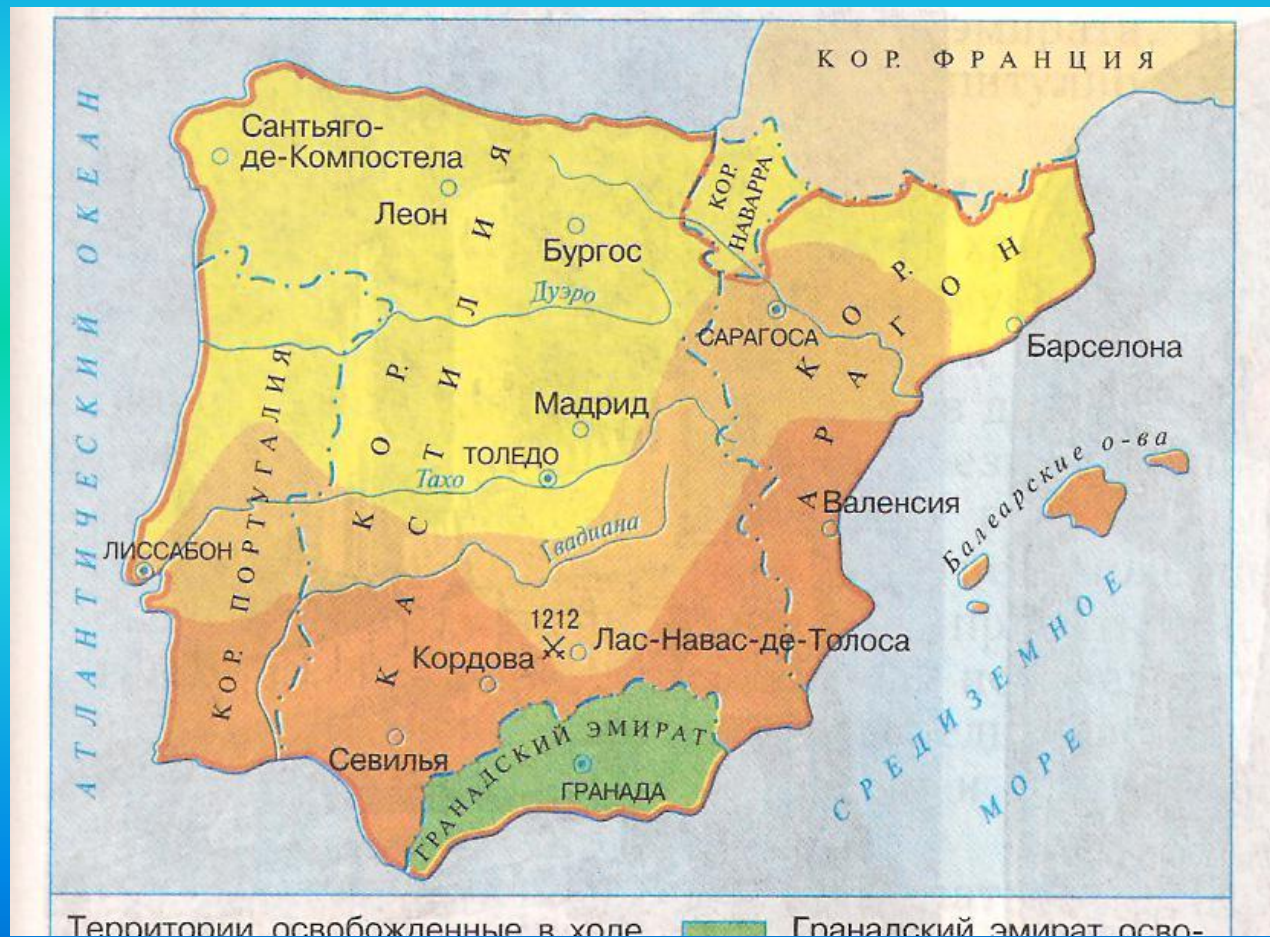 КОР. ФРАНЦИЯ
АТЛАНТИЧЕСКИЙ ОКЕАН
Сантьяго-
де-Компостела
Леон
Бургос
КОР.
НАВАРРА
Дуэро
КОР.
КАСТИЛИЯ
КОР.
АРАГОН
САРАГОСА
Барселона
Мадрид
ТОЛЕДО
Тахо
КОР. ПОРТУГАЛИЯ
ЛИССАБОН
Гвадиана
Валенсия
Балеарские о-ва
1212
Лас-Навас-де-Толоса
Кордова
Севилья
ГРАНАДСКИЙ ЭМИРАТ
ГРАНАДА
СРЕДИЗЕМНОЕ
МОРЕ
Территории, освобожденные в ходе
Гранадский эмират, осво-